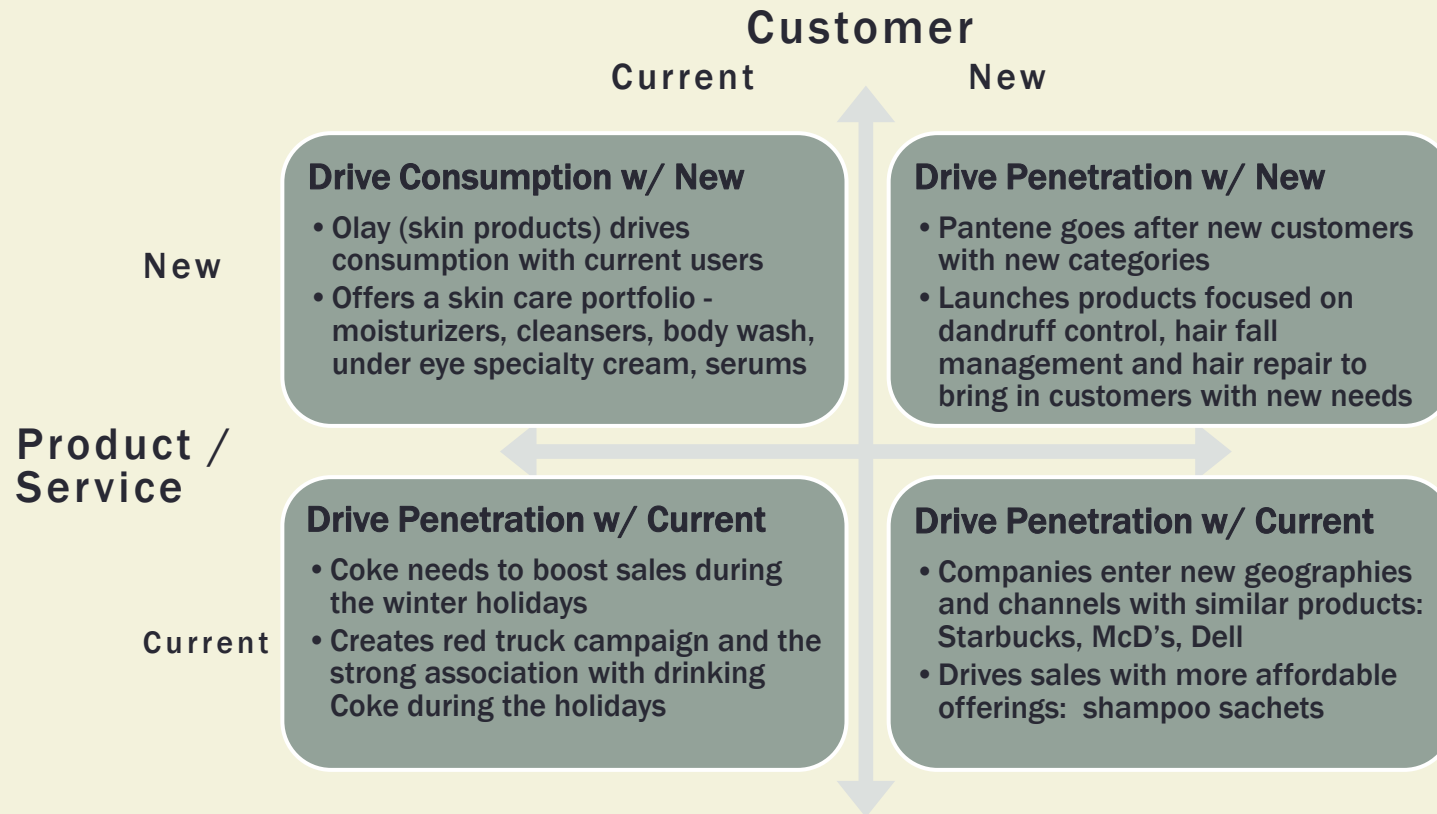 Customer
Current
New
Drive Consumption w/ New
• Olay (skin products) drives
consumption with current users
• Offers a skin care portfolio -
moisturizers, cleansers, body wash,
under eye specialty cream, serums
Drive Penetration w/ New
• Pantene goes after new customers
with new categories
• Launches products focused on
dandruff control, hair fall
management and hair repair to
bring in customers with new needs
New
Product /
Service
Drive Penetration w/ Current
• Coke needs to boost sales during
the winter holidays
• Creates red truck campaign and the
strong association with drinking
Coke during the holidays
Drive Penetration w/ Current
• Companies enter new geographies
and channels with similar products:
Starbucks, McD's, Dell
• Drives sales with more affordable
offerings:  shampoo sachets
Current